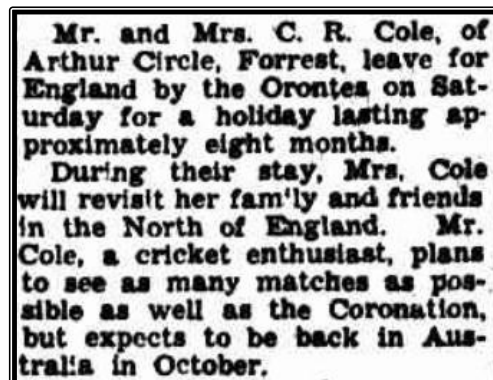 Mr. and Mrs. C. R. Cole, of
Arthur Circle, Forrest, leave for
England by the Orontes on Sat-
urday for a holiday lasting ap-
proximately eight months.
During their stay, Mrs. Cole
will revisit her fam'ly and friends
in the North of England. Mr.
Cole, a cricket enthusiast, plans
to see as many matches as pos-
sible as well as the Coronation,
but expects to be back in Aus-
tralia in October.